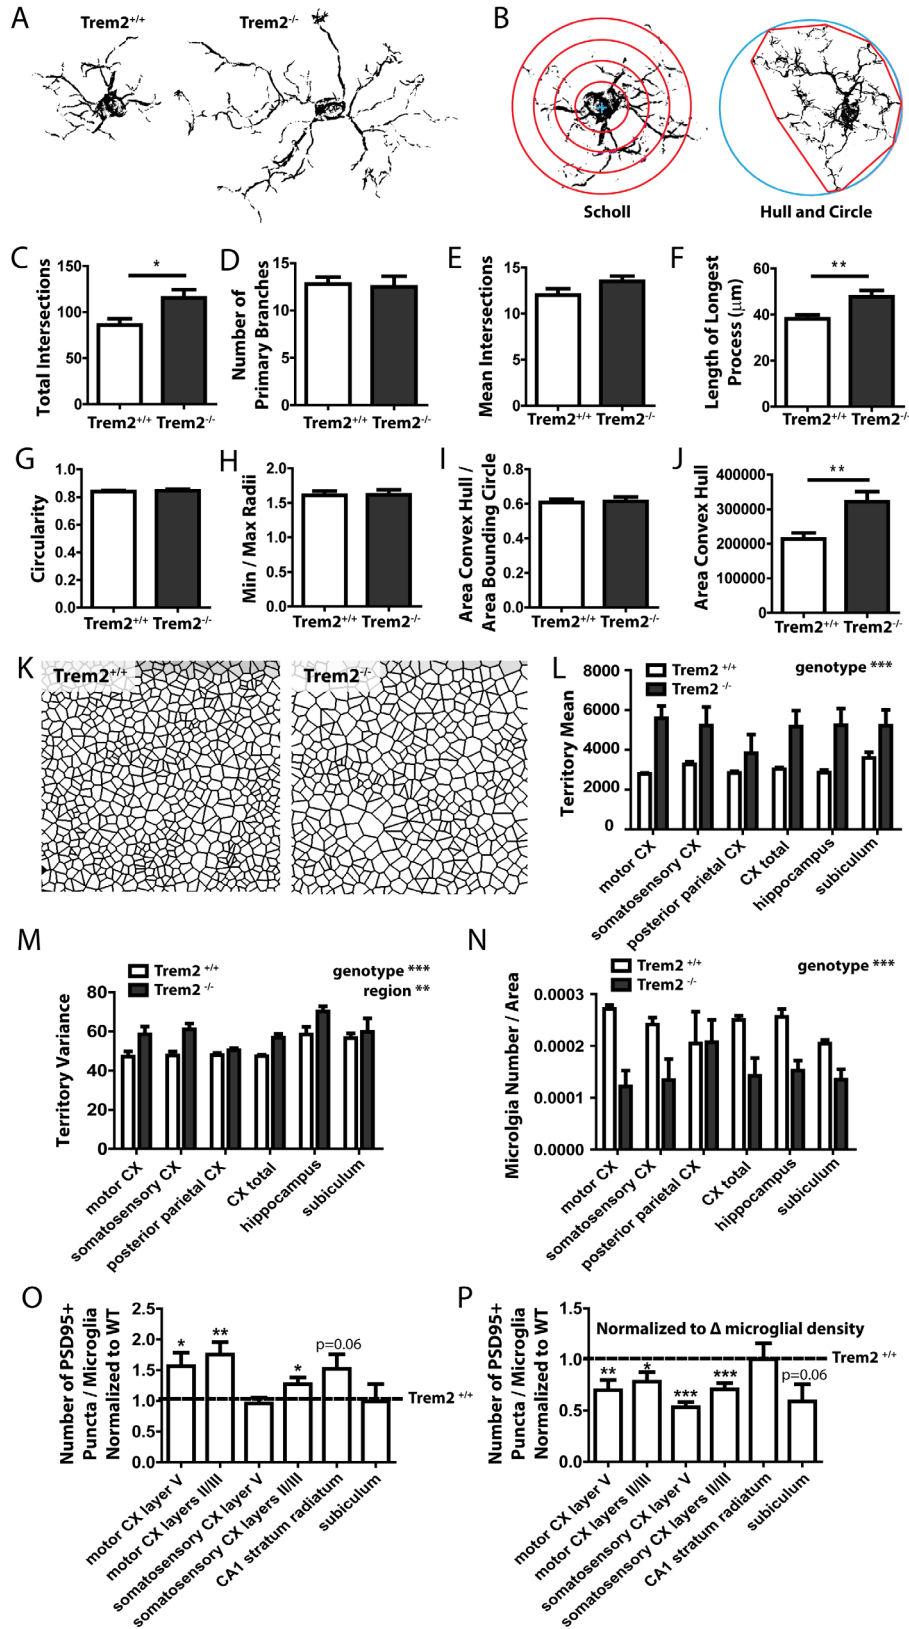 A
Trem2+/+
Trem2-/-
B
Scholl
Hull and Circle
C
Total Intersections
150
100
50
0
*
Trem2+/+ Trem2-/-
D
Number of
Primary Branches
15
10
5
0
Trem2+/+ Trem2-/-
E
Mean Intersections
15
10
5
0
Trem2+/+ Trem2-/-
F
Length of Longest
Process (μm)
60
40
20
0
**
Trem2+/+ Trem2-/-
G
Circularity
1.0
0.8
0.6
0.4
0.2
0.0
Trem2+/+ Trem2-/-
H
Min / Max Radii
2.0
1.5
1.0
0.5
0.0
Trem2+/+ Trem2-/-
I
Area Convex Hull /
Area Bounding Circle
0.8
0.6
0.4
0.2
0.0
Trem2+/+ Trem2-/-
J
Area Convex Hull
400000
300000
200000
100000
0
**
Trem2+/+ Trem2-/-
K
Trem2+/+
Trem2-/-
L
Territory Mean
8000
6000
4000
2000
0
Trem2 +/+
Trem2 -/-
genotype ***
motor CX
somatosensory CX
posterior parietal CX
CX total
hippocampus
subiculum
M
Territory Variance
80
60
40
20
0
Trem2 +/+
Trem2 -/-
genotype ***
region **
motor CX
somatosensory CX
posterior parietal CX
CX total
hippocampus
subiculum
N
Microlgia Number / Area
0.0003
0.0002
0.0001
0.0000
Trem2 +/+
Trem2 -/-
genotype ***
motor CX
somatosensory CX
posterior parietal CX
CX total
hippocampus
subiculum
O
Number of PSD95+
Puncta / Microglia
Normalized to WT
2.5
2.0
1.5
1.0
0.5
0.0
*
**
*
p=0.06
Trem2 +/+
motor CX layer V
motor CX layers II/III
somatosensory CX layer V
somatosensory CX layers II/III
CA1 stratum radiatum
subiculum
P
Number of PSD95+
Puncta / Microglia
Normalized to WT
1.5
1.0
0.5
0.0
Normalized to Δ microglial density
Trem2 +/+
**
*
***
***
p=0.06
motor CX layer V
motor CX layers II/III
somatosensory CX layer V
somatosensory CX layers II/III
CA1 stratum radiatum
subiculum